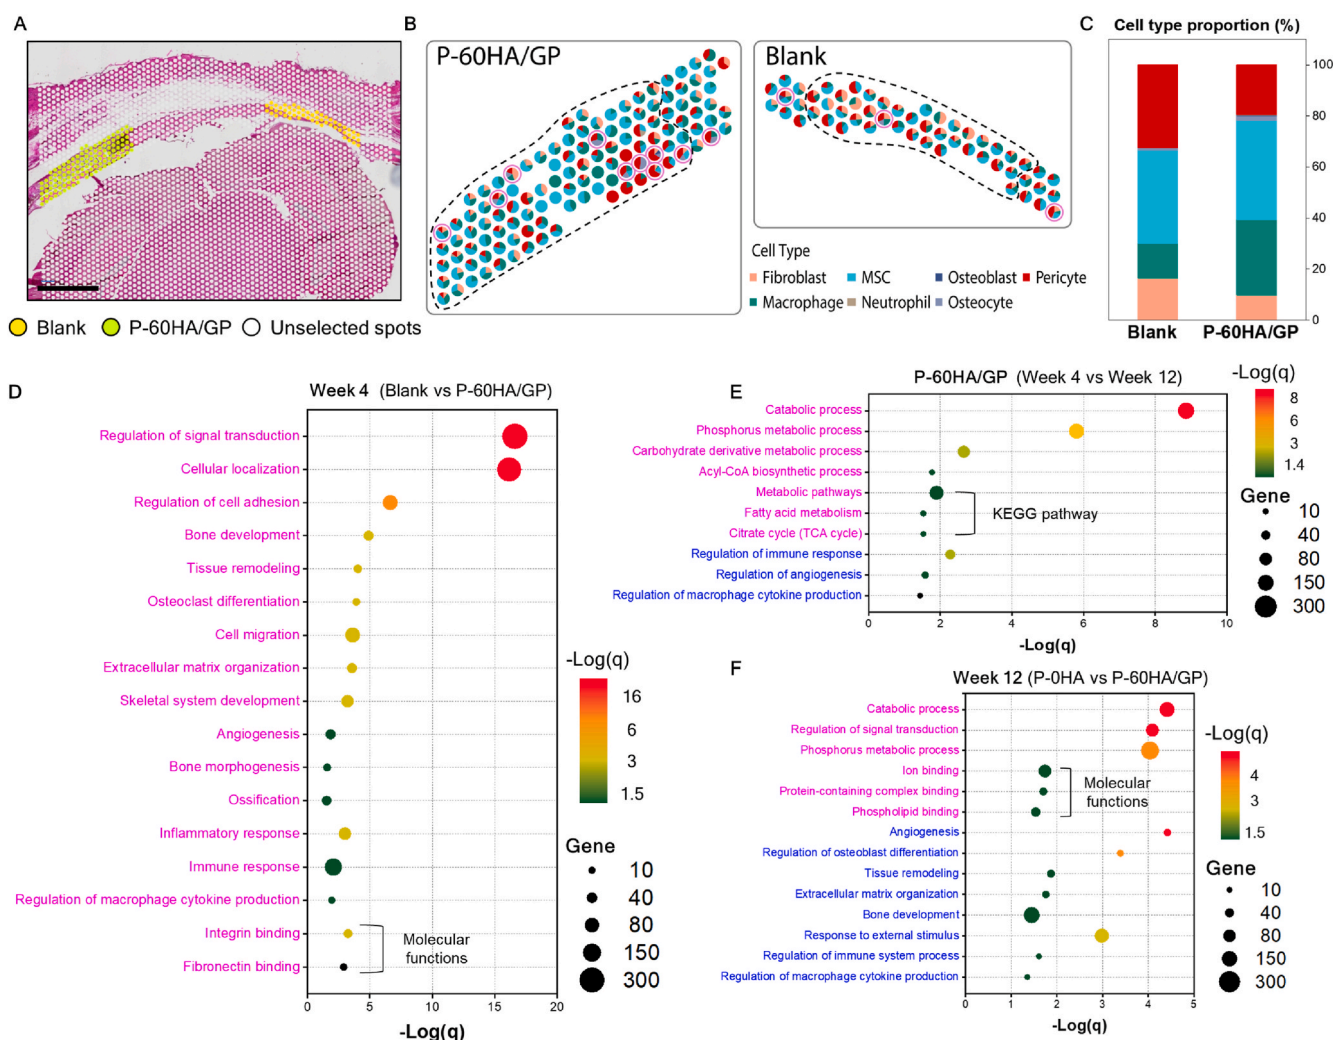 A
Blank
P-60HA/GP
Unselected spots
B
P-60HA/GP
Blank
Cell Type
Fibroblast
MSC
Osteoblast
Pericyte
Macrophage
Neutrophil
Osteocyte
C
Cell type proportion (%)
100
80
60
40
20
0
Blank
P-60HA/GP
D
Week 4 (Blank vs P-60HA/GP)
Regulation of signal transduction
Cellular localization
Regulation of cell adhesion
Bone development
Tissue remodeling
Osteoclast differentiation
Cell migration
Extracellular matrix organization
Skeletal system development
Angiogenesis
Bone morphogenesis
Ossification
Inflammatory response
Immune response
Regulation of macrophage cytokine production
Integrin binding
Fibronectin binding
Molecular
functions
0
5
10
15
20
-Log(q)
-Log(q)
16
6
3
1.5
Gene
10
40
80
150
300
E
P-60HA/GP (Week 4 vs Week 12)
Catabolic process
Phosphorus metabolic process
Carbohydrate derivative metabolic process
Acyl-CoA biosynthetic process
Metabolic pathways
Fatty acid metabolism
Citrate cycle (TCA cycle)
KEGG pathway
Regulation of immune response
Regulation of angiogenesis
Regulation of macrophage cytokine production
0
2
4
6
8
10
-Log(q)
-Log(q)
8
6
3
1.4
Gene
10
40
80
150
300
F
Week 12 (P-0HA vs P-60HA/GP)
Catabolic process
Regulation of signal transduction
Phosphorus metabolic process
Ion binding
Protein-containing complex binding
Phospholipid binding
Molecular
functions
Angiogenesis
Regulation of osteoblast differentiation
Tissue remodeling
Extracellular matrix organization
Bone development
Response to external stimulus
Regulation of immune system process
Regulation of macrophage cytokine production
0
1
2
3
4
5
-Log(q)
-Log(q)
4
3
1.5
Gene
10
40
80
150
300